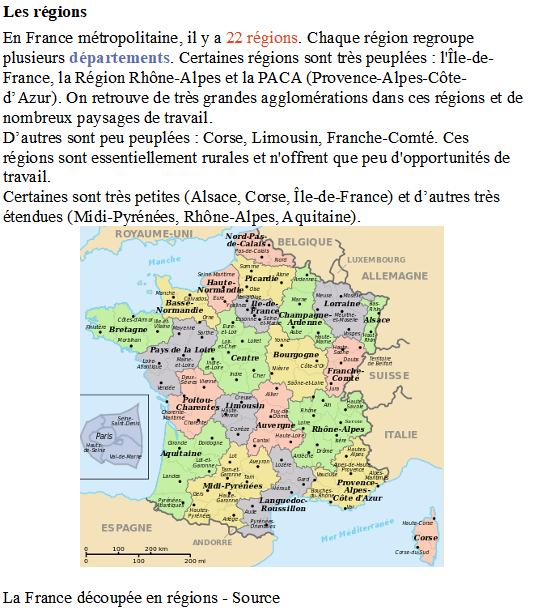 Les régions
En France métropolitaine, il y a 22 régions. Chaque région regroupe
plusieurs départements. Certaines régions sont très peuplées : l'Île-de-
France, la Région Rhône-Alpes et la PACA (Provence-Alpes-Côte-
d'Azur). On retrouve de très grandes agglomérations dans ces régions et de
nombreux paysages de travail.
D'autres sont peu peuplées : Corse, Limousin, Franche-Comté. Ces
régions sont essentiellement rurales et n'offrent que peu d'opportunités de
travail.
Certaines sont très petites (Alsace, Corse, Île-de-France) et d'autres très
étendues (Midi-Pyrénées, Rhône-Alpes, Aquitaine).
ROYAUME-UNI
Nord-Pas-
de-Calais
Pas-de-Calais
Nord
BELGIQUE
LUXEMBOURG
ALLEMAGNE
Manche
Seine-Maritime
Somme
Picardie
Aisne
Oise
Ardennes
Haute-
Normandie
Eure
Manche
Calvados
Basse-
Normandie
Orne
Île-de-
France
Yvelines
Essonne
Seine-et-Marne
Marne
Champagne-
Ardenne
Aube
Haute-Marne
Meuse
Moselle
Lorraine
Meurthe-et-Moselle
Vosges
Bas-Rhin
Alsace
Haut-Rhin
Finistère
Côtes-d'Armor
Bretagne
Morbihan
Ille-et-Vilaine
Mayenne
Sarthe
Pays de la Loire
Loire
Atlantique
Maine-et-Loire
Vendée
Eure-et-Loir
Loir-et-Cher
Loiret
Centre
Indre-et-Loire
Indre
Cher
Yonne
Bourgogne
Côte-d'Or
Nièvre
Saône-et-Loire
Haute-Saône
Doubs
Franche-
Comté
Jura
Territoire
de Belfort
SUISSE
Deux-Sèvres
Vienne
Poitou-
Charentes
Charente-Maritime
Charente
Creuse
Limousin
Haute-Vienne
Corrèze
Allier
Puy-de-Dôme
Auvergne
Cantal
Haute-Loire
Ain
Rhône
Haute-Savoie
Loire
Rhône-Alpes
Savoie
Isère
Ardèche
Drôme
ITALIE
Paris
Seine-Saint-Denis
Hauts-de-Seine
Val-de-Marne
Gironde
Dordogne
Aquitaine
Lot-et-Garonne
Landes
Pyrénées-Atlantiques
Lot
Aveyron
Tarn-et-Garonne
Tarn
Midi-Pyrénées
Gers
Haute-Garonne
Hautes-Pyrénées
Ariège
Lozère
Gard
Hérault
Languedoc-
Roussillon
Aude
Pyrénées-Orientales
Hautes-Alpes
Alpes-de-Haute-Provence
Alpes-Maritimes
Vaucluse
Provence-
Alpes-
Côte d'Azur
Bouches-du-Rhône
Var
ESPAGNE
ANDORRE
Mer Méditerranée
Haute-Corse
Corse
Corse-du-Sud
0 100 200 km
0 100 200 mi
La France découpée en régions - Source